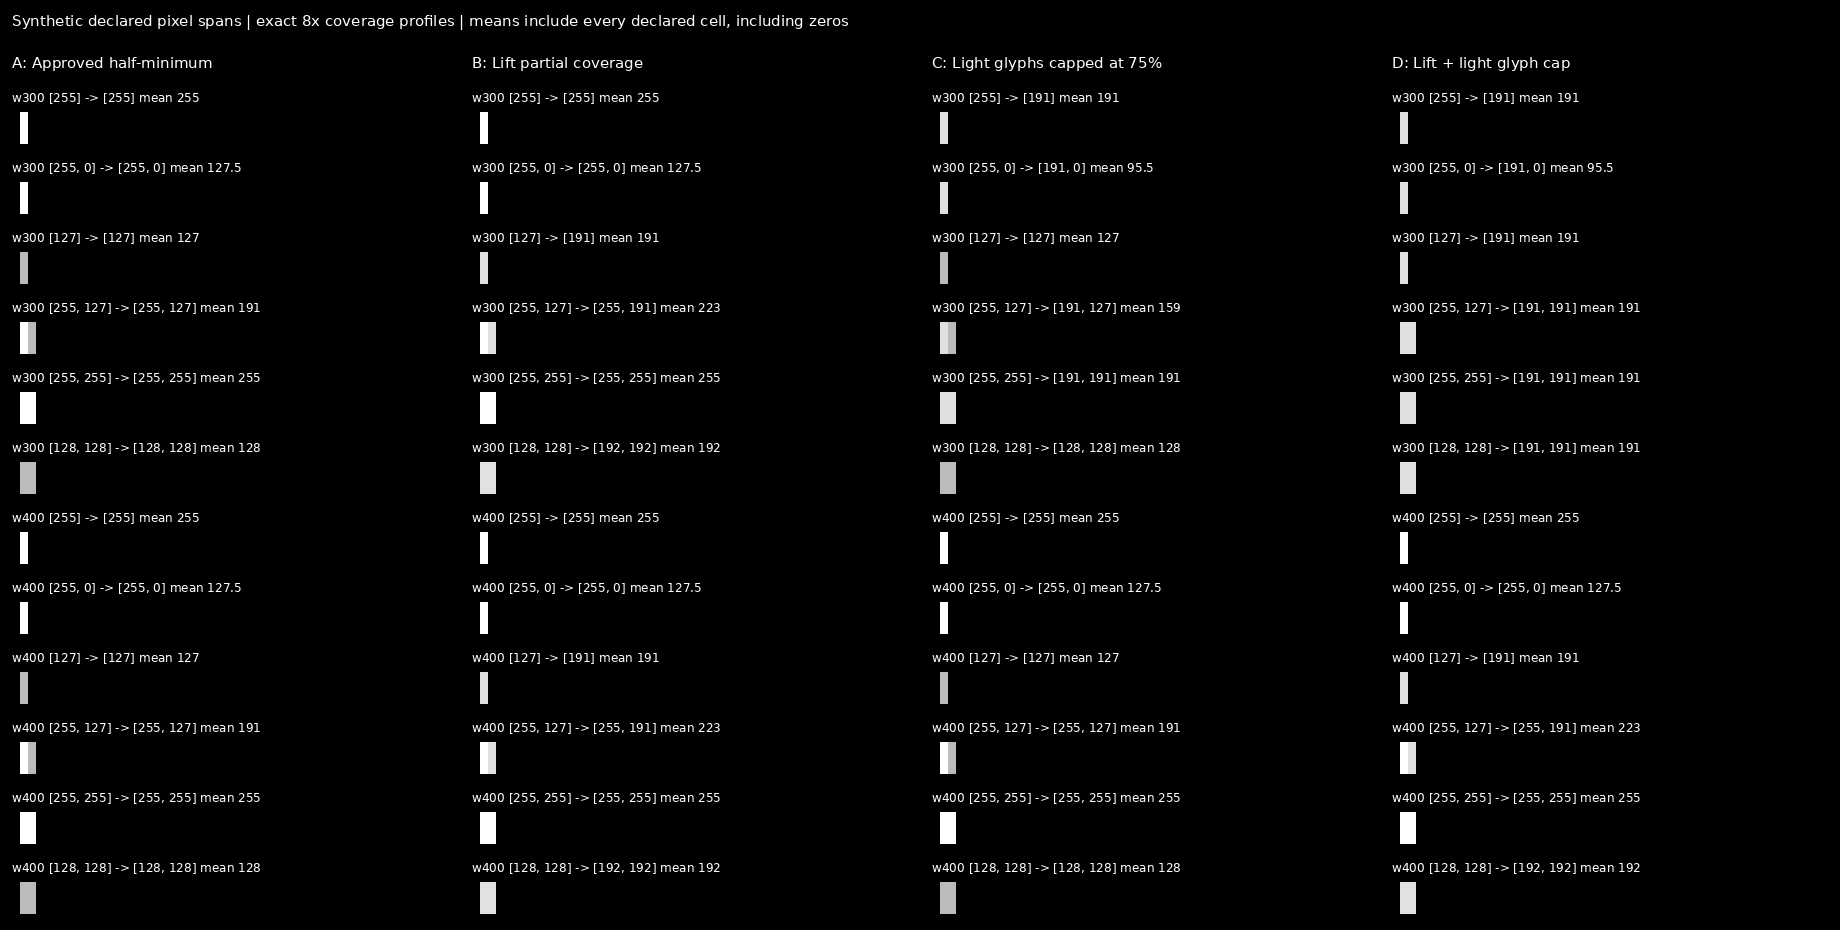 Synthetic declared pixel spans | exact 8x coverage profiles | means include every declared cell, including zeros
A: Approved half-minimum
B: Lift partial coverage
C: Light glyphs capped at 75%
D: Lift + light glyph cap
w300 [255] -> [255] mean 255
w300 [255] -> [255] mean 255
w300 [255] -> [191] mean 191
w300 [255] -> [191] mean 191
w300 [255, 0] -> [255, 0] mean 127.5
w300 [255, 0] -> [255, 0] mean 127.5
w300 [255, 0] -> [191, 0] mean 95.5
w300 [255, 0] -> [191, 0] mean 95.5
w300 [127] -> [127] mean 127
w300 [127] -> [191] mean 191
w300 [127] -> [127] mean 127
w300 [127] -> [191] mean 191
w300 [255, 127] -> [255, 127] mean 191
w300 [255, 127] -> [255, 191] mean 223
w300 [255, 127] -> [191, 127] mean 159
w300 [255, 127] -> [191, 191] mean 191
w300 [255, 255] -> [255, 255] mean 255
w300 [255, 255] -> [255, 255] mean 255
w300 [255, 255] -> [191, 191] mean 191
w300 [255, 255] -> [191, 191] mean 191
w300 [128, 128] -> [128, 128] mean 128
w300 [128, 128] -> [192, 192] mean 192
w300 [128, 128] -> [128, 128] mean 128
w300 [128, 128] -> [191, 191] mean 191
w400 [255] -> [255] mean 255
w400 [255] -> [255] mean 255
w400 [255] -> [255] mean 255
w400 [255] -> [255] mean 255
w400 [255, 0] -> [255, 0] mean 127.5
w400 [255, 0] -> [255, 0] mean 127.5
w400 [255, 0] -> [255, 0] mean 127.5
w400 [255, 0] -> [255, 0] mean 127.5
w400 [127] -> [127] mean 127
w400 [127] -> [191] mean 191
w400 [127] -> [127] mean 127
w400 [127] -> [191] mean 191
w400 [255, 127] -> [255, 127] mean 191
w400 [255, 127] -> [255, 191] mean 223
w400 [255, 127] -> [255, 127] mean 191
w400 [255, 127] -> [255, 191] mean 223
w400 [255, 255] -> [255, 255] mean 255
w400 [255, 255] -> [255, 255] mean 255
w400 [255, 255] -> [255, 255] mean 255
w400 [255, 255] -> [255, 255] mean 255
w400 [128, 128] -> [128, 128] mean 128
w400 [128, 128] -> [192, 192] mean 192
w400 [128, 128] -> [128, 128] mean 128
w400 [128, 128] -> [192, 192] mean 192